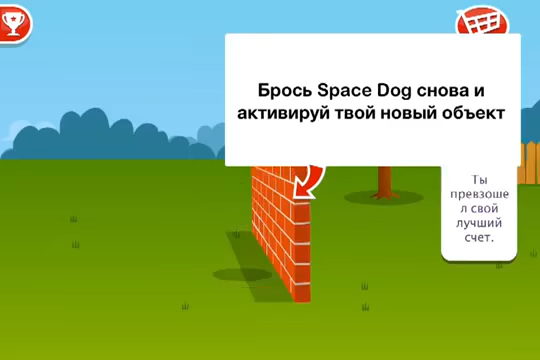 Брось Space Dog снова и
активируй твой новый объект
Ты
превзоше
л свой
лучший
счет.